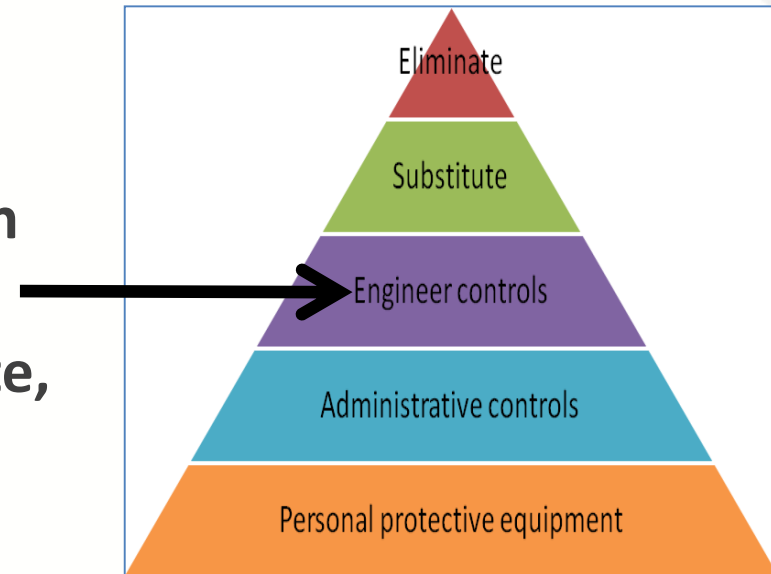 Eliminate
Substitute
Engineer controls
Administrative controls
Personal protective equipment